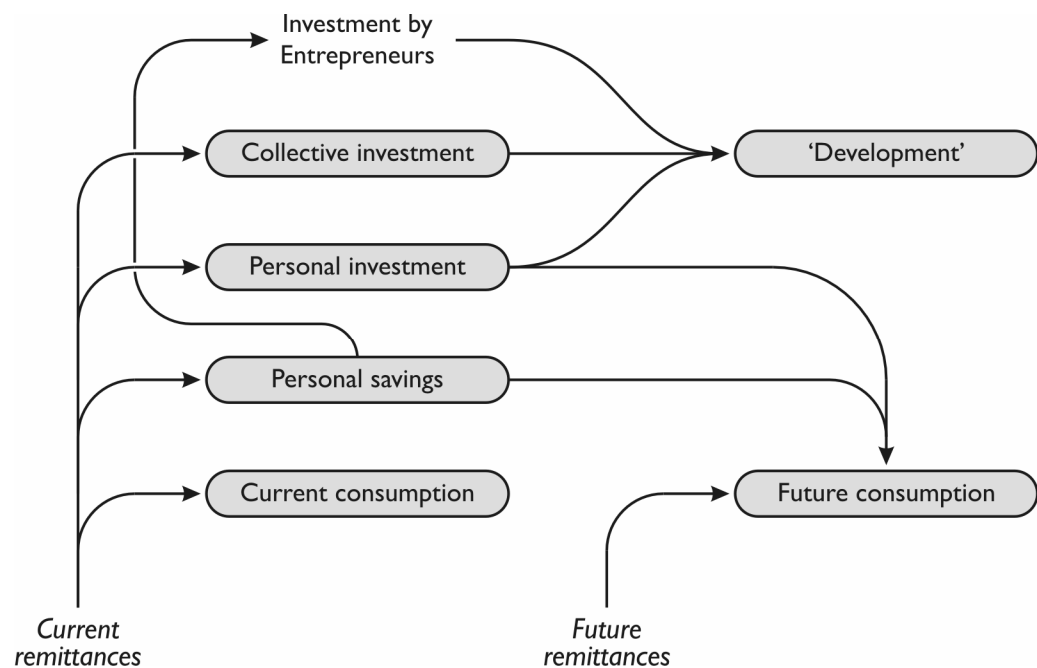 Investment by
Entrepreneurs
Collective investment
‘Development’
Personal investment
Personal savings
Current consumption
Future consumption
Current
remittances
Future
remittances